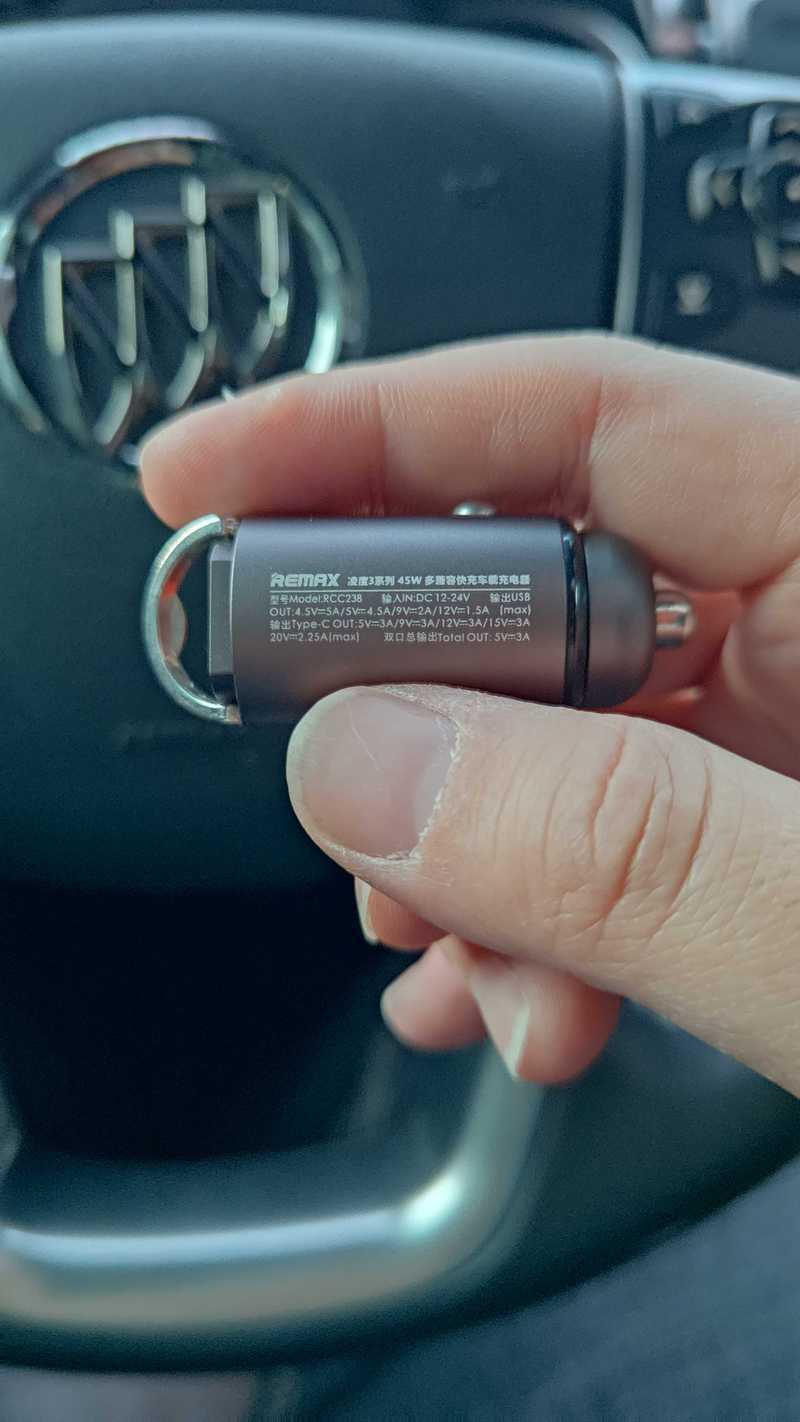 REMAX 凌度3系列 45W 多兼容快充车载充电器
型号Model:RCC238 输入IN:DC 12-24V 输出USB
OUT:4.5V⎓5A/5V⎓4.5A/9V⎓2A/12V⎓1.5A (max)
输出Type-C OUT:5V⎓3A/9V⎓3A/12V⎓3A/15V⎓3A
20V⎓2.25A(max) 双口总输出Total OUT: 5V⎓3A